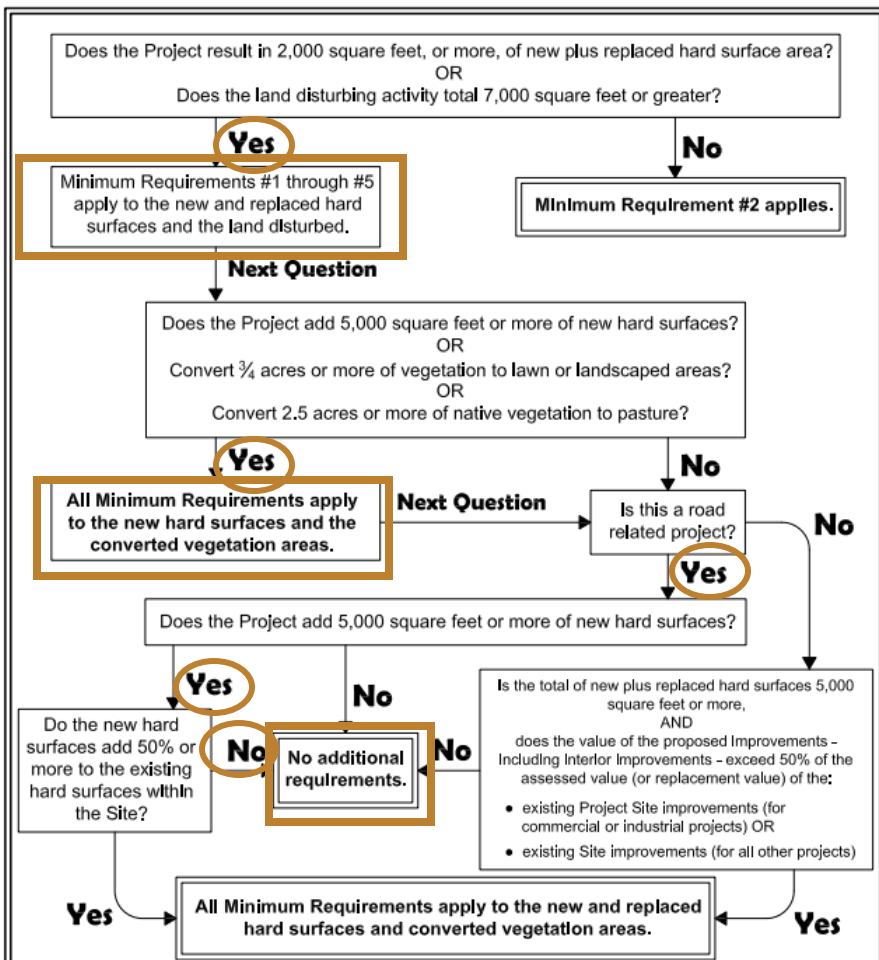 Does the Project result in 2,000 square feet, or more, of new plus replaced hard surface area?
OR
Does the land disturbing activity total 7,000 square feet or greater?
Yes
No
Minimum Requirements #1 through #5
apply to the new and replaced hard
surfaces and the land disturbed.
Minimum Requirement #2 applies.
Next Question
Does the Project add 5,000 square feet or more of new hard surfaces?
OR
Convert ¾ acres or more of vegetation to lawn or landscaped areas?
OR
Convert 2.5 acres or more of native vegetation to pasture?
Yes
No
All Minimum Requirements apply
to the new hard surfaces and the
converted vegetation areas.
Next Question
Is this a road
related project?
No
Yes
Does the Project add 5,000 square feet or more of new hard surfaces?
Yes
No
Do the new hard
surfaces add 50% or
more to the existing
hard surfaces within
the Site?
No
No additional
requirements.
No
Is the total of new plus replaced hard surfaces 5,000
square feet or more,
AND
does the value of the proposed Improvements –
Including Interior Improvements – exceed 50% of the
assessed value (or replacement value) of the:
• existing Project Site improvements (for
commercial or industrial projects) OR
• existing Site improvements (for all other projects)
Yes
All Minimum Requirements apply to the new and replaced
hard surfaces and converted vegetation areas.
Yes